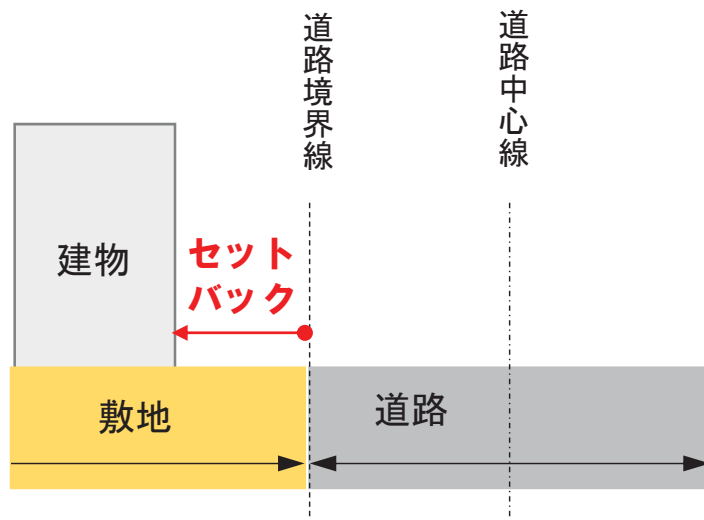 道路境界線
道路中心線
建物
セット
バック
敷地
道路